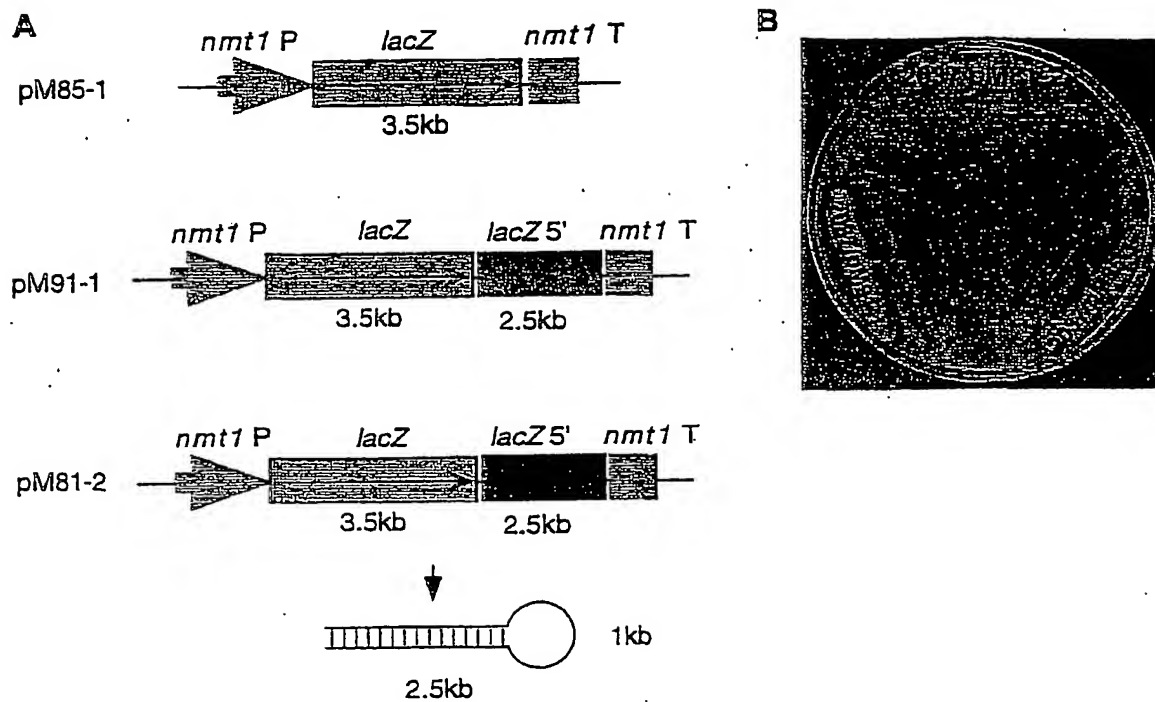 A
B
nmt1 P lacZ nmt1 T
pM85-1
3.5kb
nmt1 P lacZ lacZ 5' nmt1 T
pM91-1
3.5kb 2.5kb
nmt1 P lacZ lacZ 5' nmt1 T
pM81-2
3.5kb 2.5kb
1kb
2.5kb